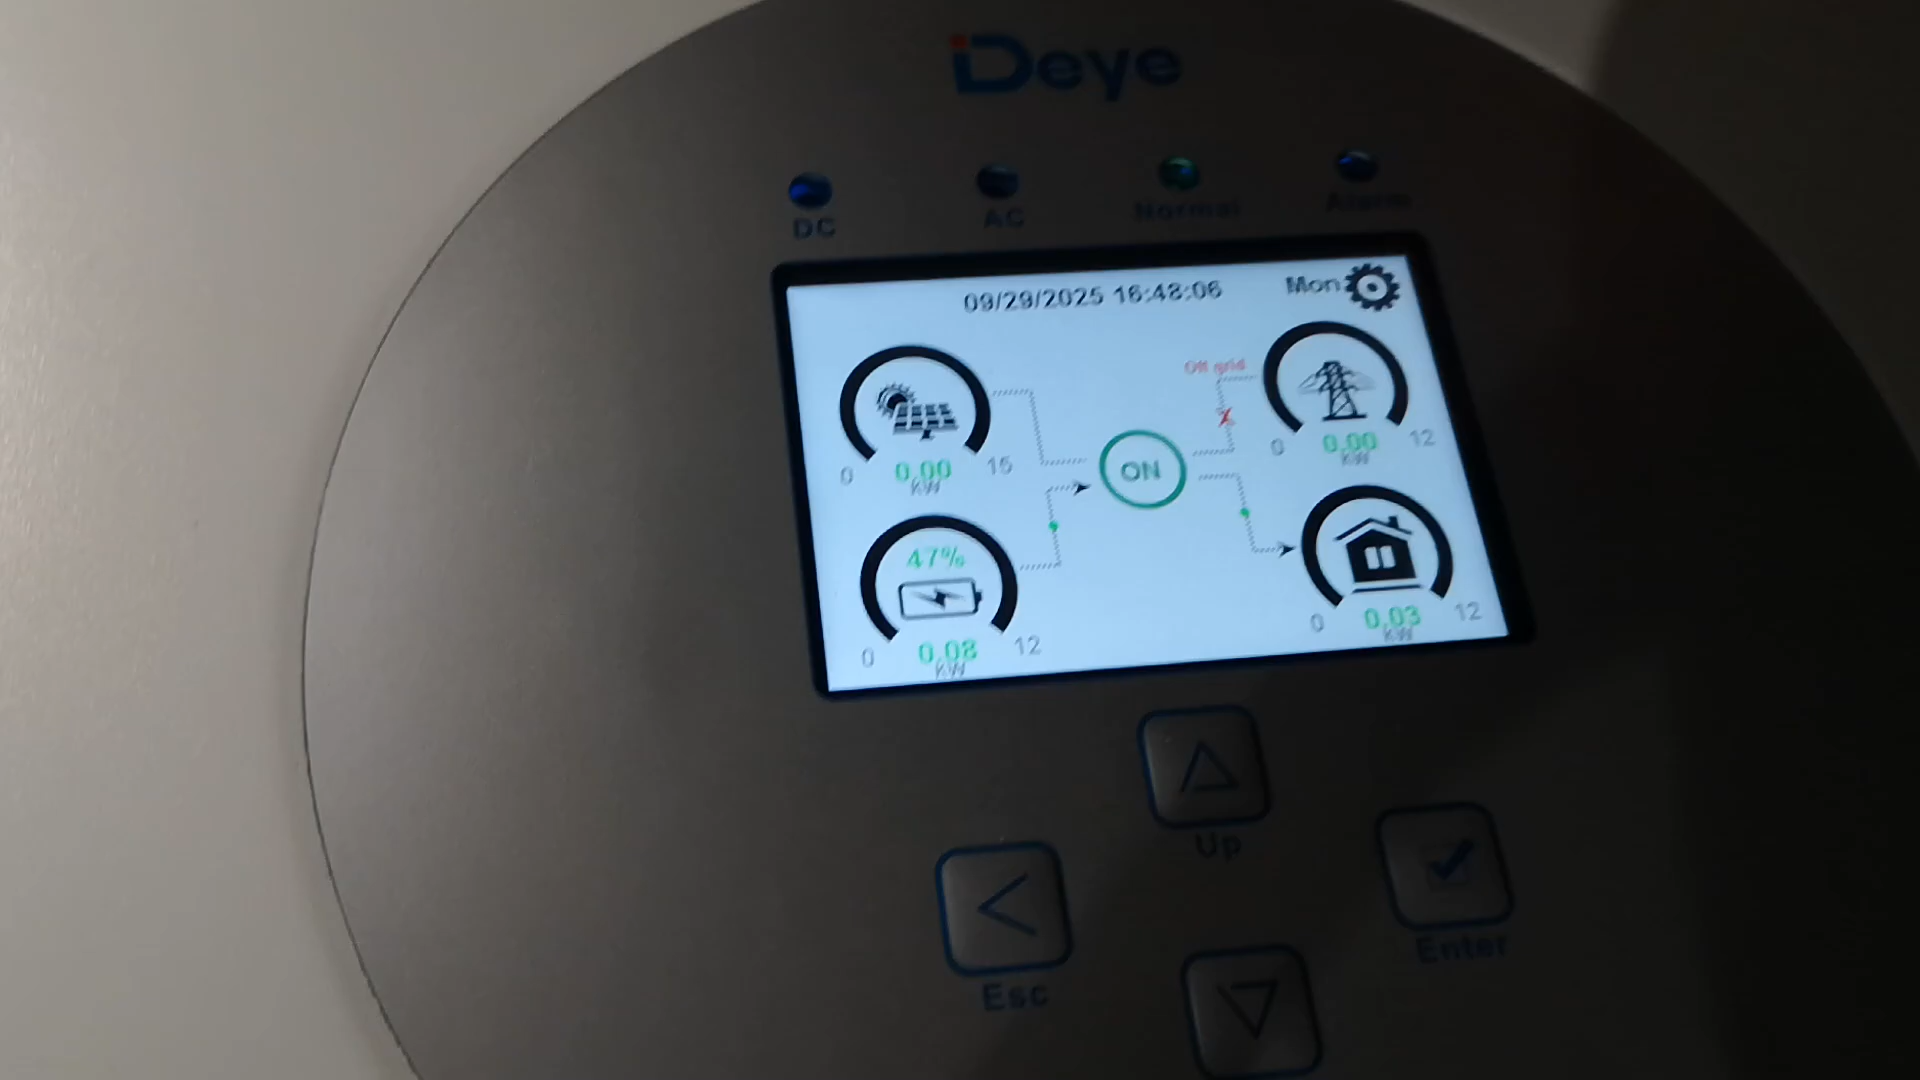 Deye
DC AC Normal Alarm
09/29/2025 16:48:06 Mon
Off grid
0 0.00 15
kW
0 0.00 12
kW
ON
47%
0 0.08 12
kW
0 0.03 12
kW
Up
Esc
Enter